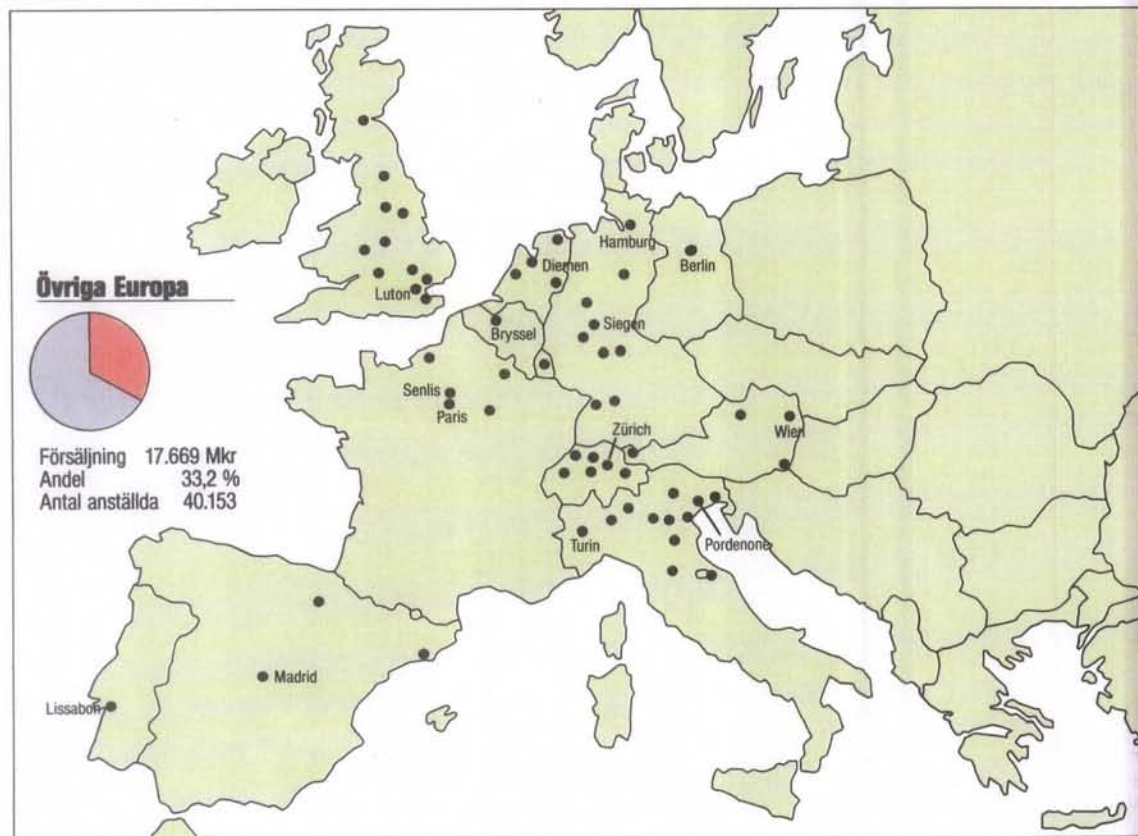 Övriga Europa
Försäljning 17.669 Mkr
Andel 33,2 %
Antal anställda 40.153
Hamburg
Berlin
Diemen
Luton
Siegen
Bryssel
Senlis
Paris
Zürich
Wien
Turin
Pordenone
Madrid
Lissabon